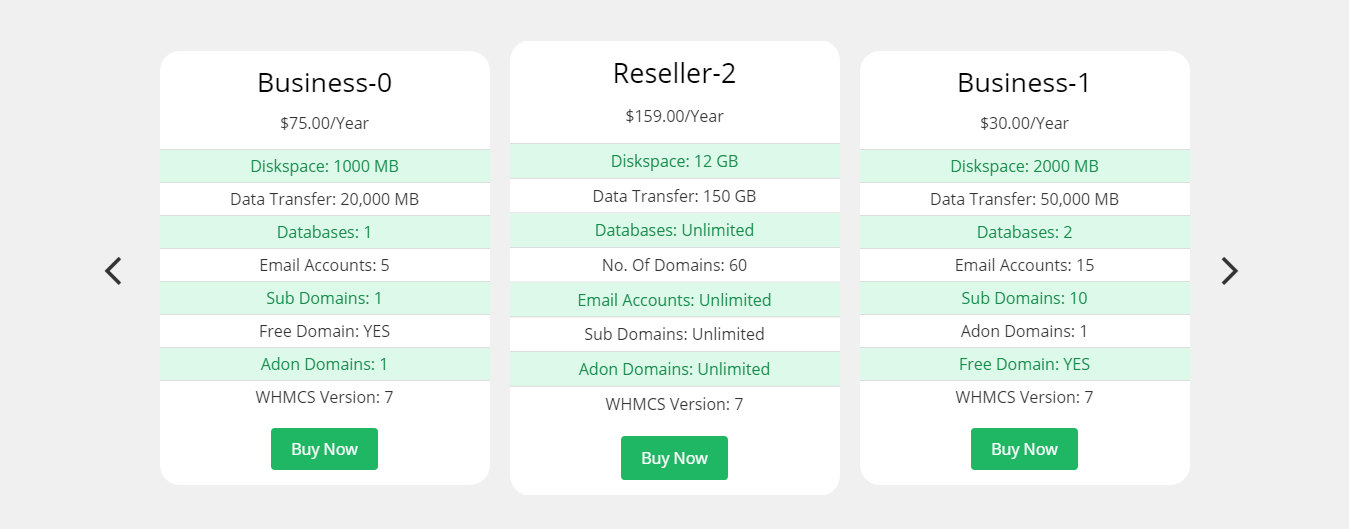 Business-0
$75.00/Year
Diskspace: 1000 MB
Data Transfer: 20,000 MB
Databases: 1
Email Accounts: 5
Sub Domains: 1
Free Domain: YES
Adon Domains: 1
WHMCS Version: 7
Buy Now
Reseller-2
$159.00/Year
Diskspace: 12 GB
Data Transfer: 150 GB
Databases: Unlimited
No. Of Domains: 60
Email Accounts: Unlimited
Sub Domains: Unlimited
Adon Domains: Unlimited
WHMCS Version: 7
Buy Now
Business-1
$30.00/Year
Diskspace: 2000 MB
Data Transfer: 50,000 MB
Databases: 2
Email Accounts: 15
Sub Domains: 10
Adon Domains: 1
Free Domain: YES
WHMCS Version: 7
Buy Now